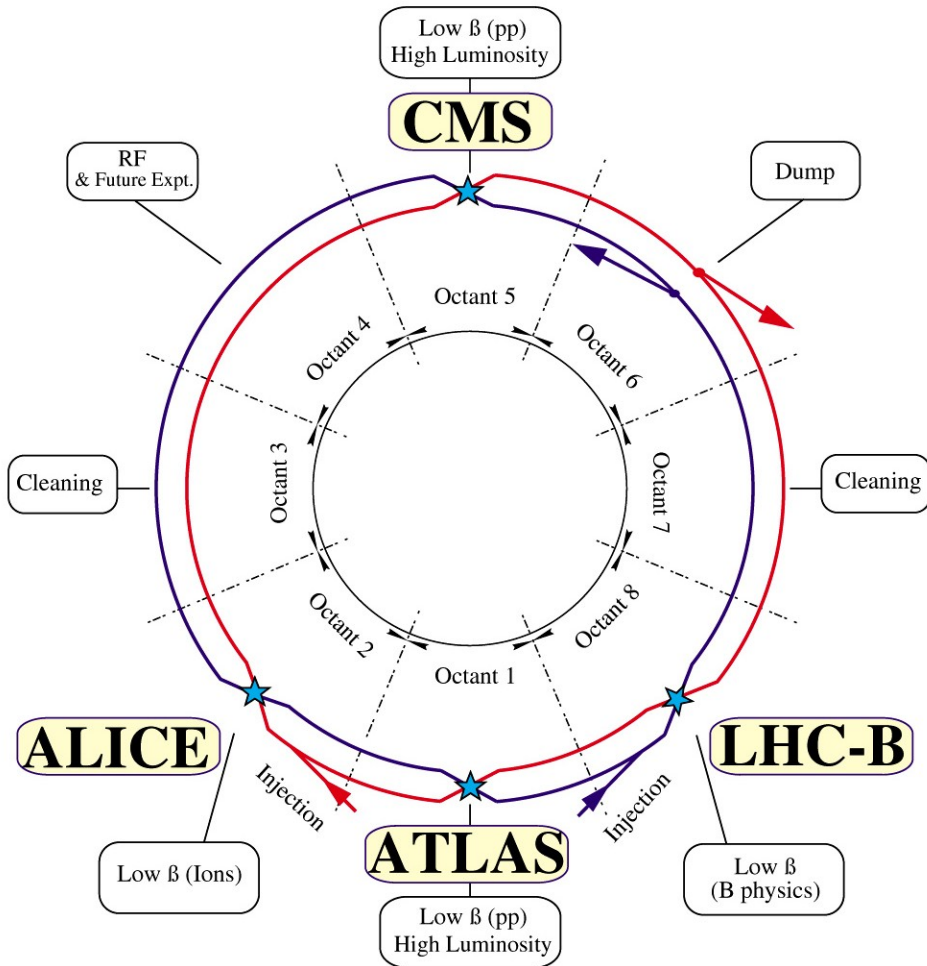 Low ß (pp)
High Luminosity
CMS
RF
& Future Expt.
Dump
Octant 5
Octant 4
Octant 6
Cleaning
Octant 3
Octant 7
Cleaning
Octant 2
Octant 8
Octant 1
ALICE
LHC-B
Injection
Injection
ATLAS
Low ß (Ions)
Low ß
(B physics)
Low ß (pp)
High Luminosity